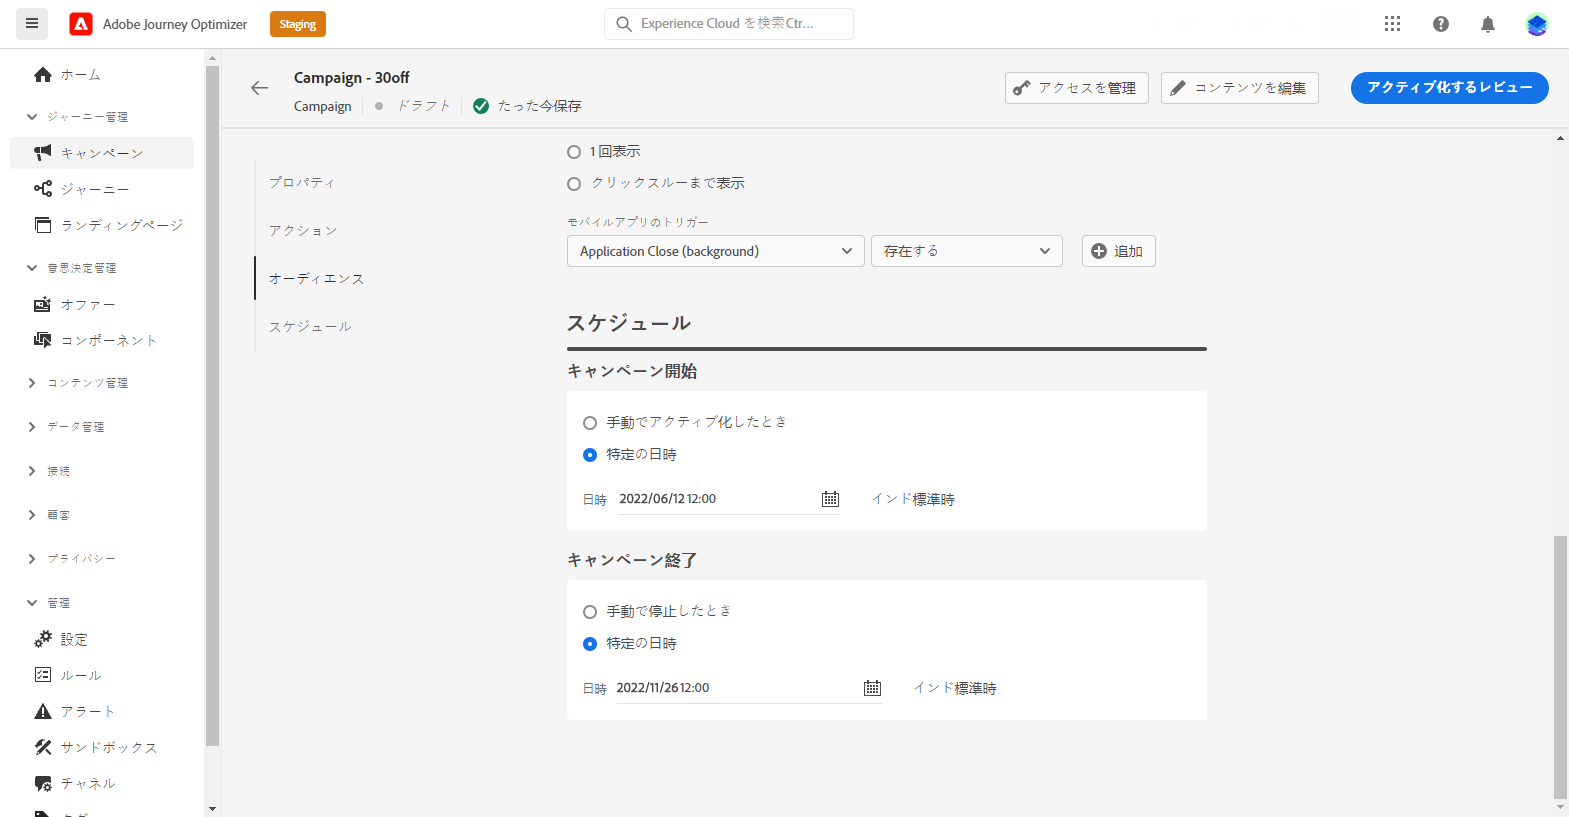 Adobe Journey Optimizer
Staging
Experience Cloud を検索Ctr...
ホーム
ジャーニー管理
キャンペーン
ジャーニー
ランディングページ
意思決定管理
オファー
コンポーネント
コンテンツ管理
データ管理
接続
顧客
プライバシー
管理
設定
ルール
アラート
サンドボックス
チャネル
Campaign - 30off
Campaign
ドラフト
たった今保存
アクセスを管理
コンテンツを編集
アクティブ化するレビュー
プロパティ
アクション
オーディエンス
スケジュール
1 回表示
クリックスルーまで表示
モバイルアプリのトリガー
Application Close (background)
存在する
追加
スケジュール
キャンペーン開始
手動でアクティブ化したとき
特定の日時
日時 2022/06/12 12:00 インド標準時
キャンペーン終了
手動で停止したとき
特定の日時
日時 2022/11/26 12:00 インド標準時